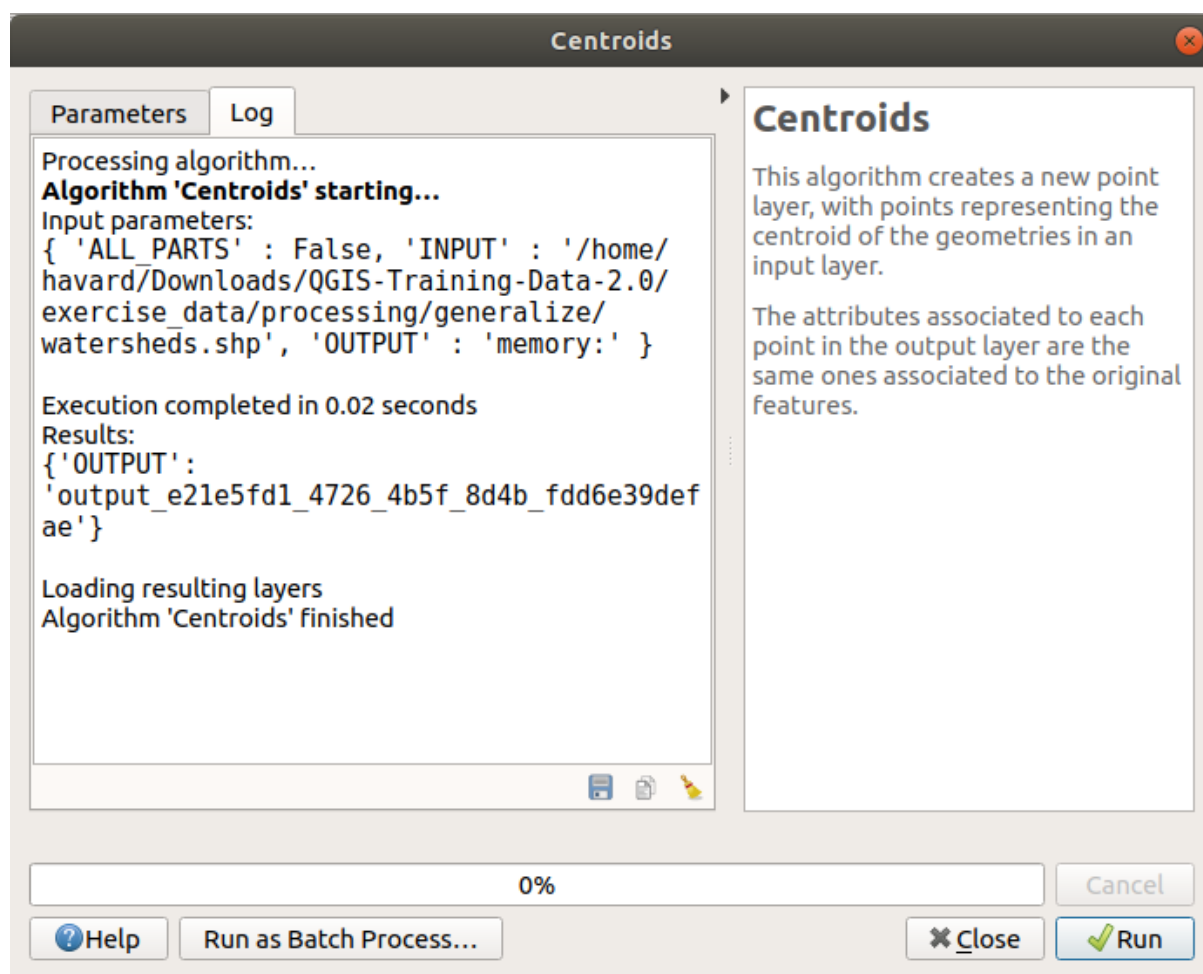 Centroids
Parameters
Log
Processing algorithm…
Algorithm 'Centroids' starting…
Input parameters:
{ 'ALL_PARTS' : False, 'INPUT' : '/home/
havard/Downloads/QGIS-Training-Data-2.0/
exercise_data/processing/generalize/
watersheds.shp', 'OUTPUT' : 'memory:' }
Execution completed in 0.02 seconds
Results:
{'OUTPUT':
'output_e21e5fd1_4726_4b5f_8d4b_fdd6e39def
ae'}
Loading resulting layers
Algorithm 'Centroids' finished
Centroids
This algorithm creates a new point
layer, with points representing the
centroid of the geometries in an
input layer.
The attributes associated to each
point in the output layer are the
same ones associated to the original
features.
0%
Cancel
Help
Run as Batch Process…
Close
Run